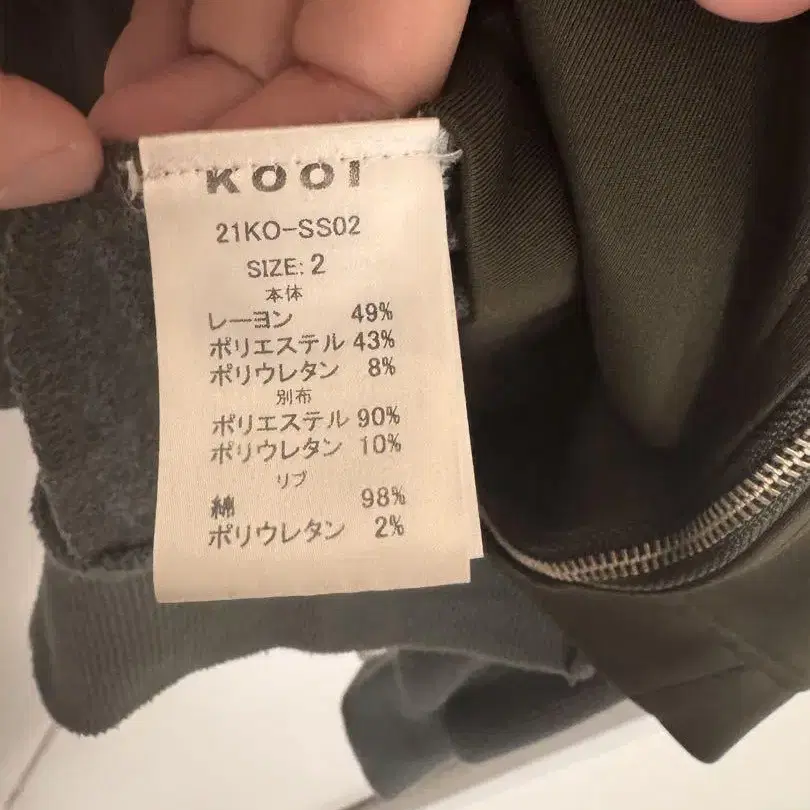 KOOI
21KO-SS02
SIZE: 2
本体
レーヨン 49%
ポリエステル 43%
ポリウレタン 8%
別布
ポリエステル 90%
ポリウレタン 10%
リブ
綿 98%
ポリウレタン 2%